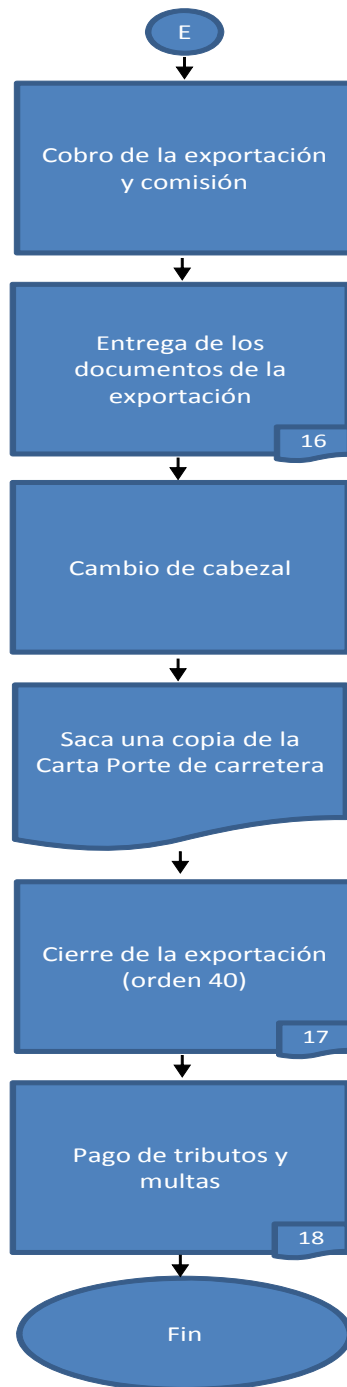 E
Cobro de la exportación
y comisión
Entrega de los
documentos de la
exportación
16
Cambio de cabezal
Saca una copia de la
Carta Porte de carretera
Cierre de la exportación
(orden 40)
17
Pago de tributos y
multas
18
Fin